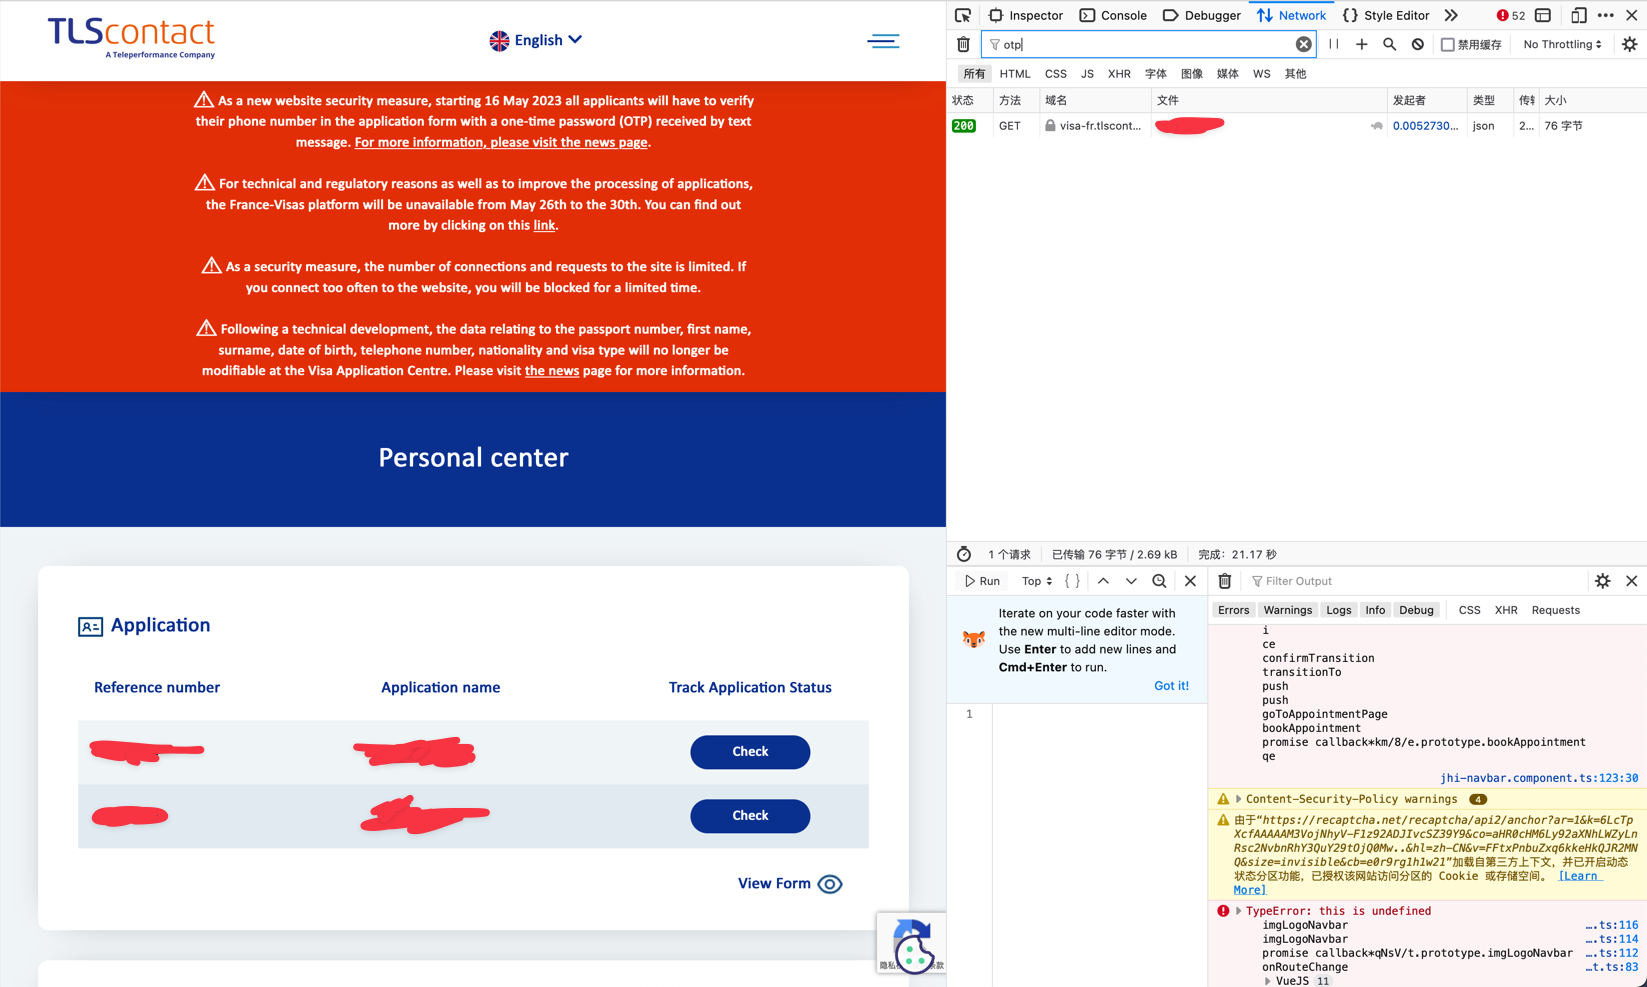 TLScontact
A Teleperformance Company
English
As a new website security measure, starting 16 May 2023 all applicants will have to verify
their phone number in the application form with a one-time password (OTP) received by text
message. For more information, please visit the news page.
For technical and regulatory reasons as well as to improve the processing of applications,
the France-Visas platform will be unavailable from May 26th to the 30th. You can find out
more by clicking on this link.
As a security measure, the number of connections and requests to the site is limited. If
you connect too often to the website, you will be blocked for a limited time.
Following a technical development, the data relating to the passport number, first name,
surname, date of birth, telephone number, nationality and visa type will no longer be
modifiable at the Visa Application Centre. Please visit the news page for more information.
Personal center
Application
Reference number Application name Track Application Status
Check
Check
View Form
Inspector Console Debugger Network Style Editor 52
otp 禁用缓存 No Throttling
所有 HTML CSS JS XHR 字体 图像 媒体 WS 其他
状态 方法 域名 文件 发起者 类型 传输 大小
200 GET visa-fr.tlscont... 0.0052730... json 2... 76 字节
1 个请求 已传输 76 字节 / 2.69 kB 完成：21.17 秒
Run Top { } Filter Output
Errors Warnings Logs Info Debug CSS XHR Requests
Iterate on your code faster with
the new multi-line editor mode.
Use Enter to add new lines and
Cmd+Enter to run.
Got it!
1
i
ce
confirmTransition
transitionTo
push
push
goToAppointmentPage
bookAppointment
promise callback*km/8/e.prototype.bookAppointment
qe
jhi-navbar.component.ts:123:30
Content-Security-Policy warnings 4
由于“https://recaptcha.net/recaptcha/api2/anchor?ar=1&k=6LcTp
XcfAAAAAM3VojNhyV-F1z92ADJIvcSZ39Y9&co=aHR0cHM6Ly92aXNhLWZyLn
Rsc2NvbnRhY3QuY29tOjQ0Mw..&hl=zh-CN&v=FFtxPnbuZxq6kkeHkQJR2MN
Q&size=invisible&cb=e0r9rg1h1w21”加载自第三方上下文，并已开启动态
状态分区功能，已授权该网站访问分区的 Cookie 或存储空间。 [Learn
More]
TypeError: this is undefined
imgLogoNavbar ….ts:116
imgLogoNavbar ….ts:114
promise callback*qNsV/t.prototype.imgLogoNavbar ….ts:112
onRouteChange …t.ts:83
VueJS 11